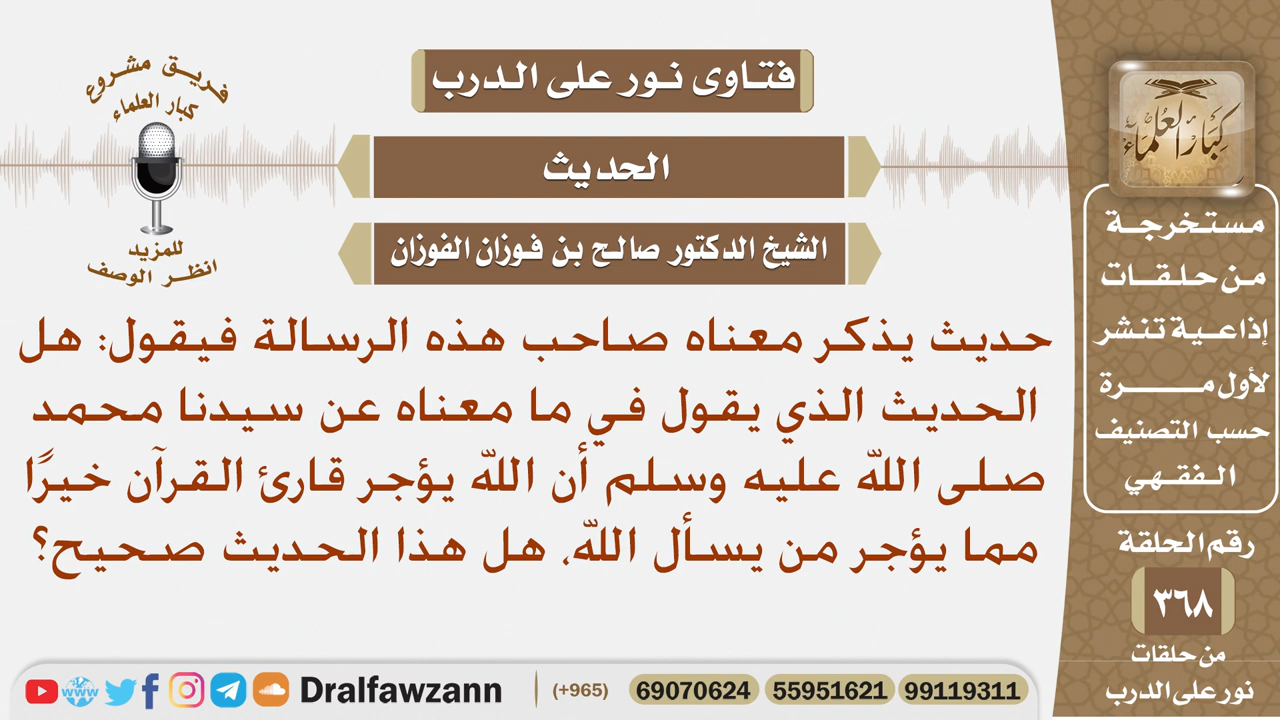 فتاوى نور على الدرب
الحديث
الشيخ الدكتور صالح بن فوزان الفوزان
فريق مشروع
كبار العلماء
للمزيد
انظر الوصف
كبار العلماء
مستخرجة
من حلقات
إذاعية تنشر
لأول مرة
حسب التصنيف
الفقهي
رقم الحلقة
٣٦٨
من حلقات
نور على الدرب
حديث يذكر معناه صاحب هذه الرسالة فيقول: هل
الحديث الذي يقول في ما معناه عن سيدنا محمد
صلى الله عليه وسلم أن الله يؤجر قارئ القرآن خيرًا
مما يؤجر من يسأل الله، هل هذا الحديث صحيح؟
www Dralfawzann (+965) 69070624 55951621 99119311